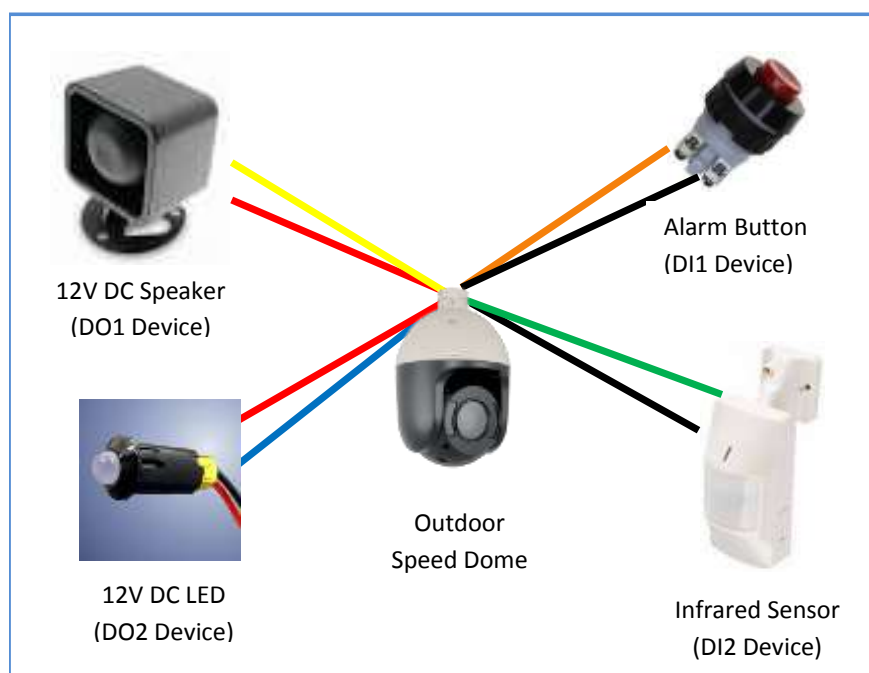 Alarm Button
(DI1 Device)
12V DC Speaker
(DO1 Device)
Outdoor
Speed Dome
12V DC LED
(DO2 Device)
Infrared Sensor
(DI2 Device)